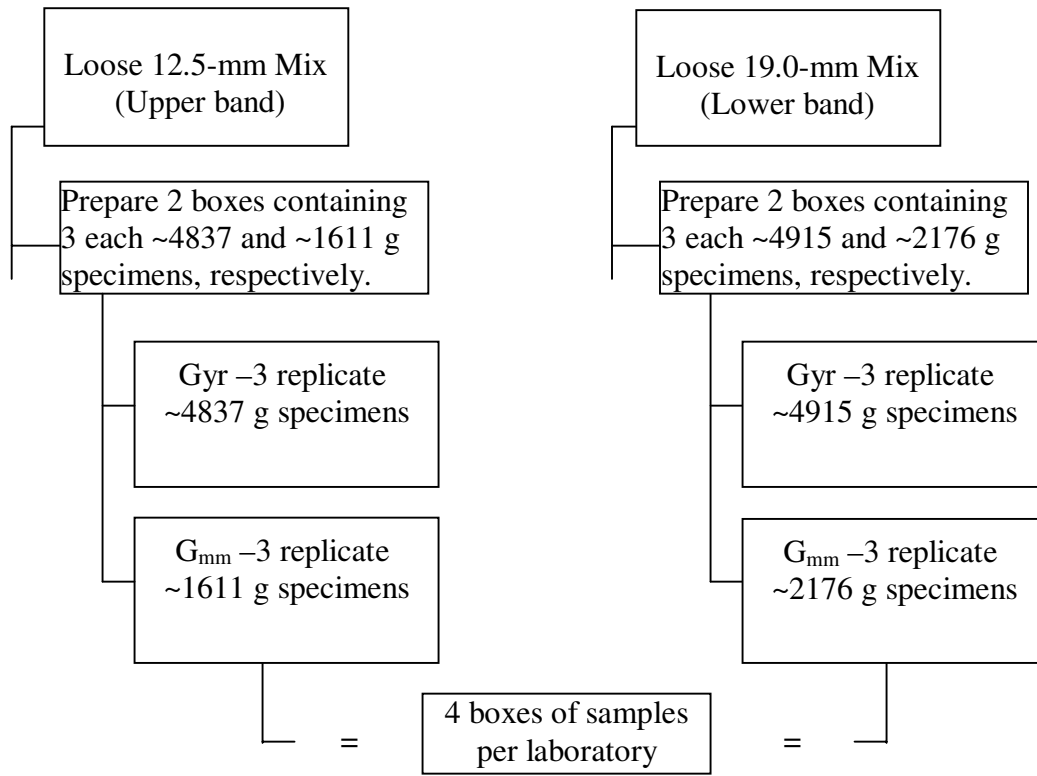 Loose 12.5-mm Mix
(Upper band)
Prepare 2 boxes containing
3 each ~4837 and ~1611 g
specimens, respectively.
Gyr –3 replicate
~4837 g specimens
Gmm –3 replicate
~1611 g specimens
Loose 19.0-mm Mix
(Lower band)
Prepare 2 boxes containing
3 each ~4915 and ~2176 g
specimens, respectively.
Gyr –3 replicate
~4915 g specimens
Gmm –3 replicate
~2176 g specimens
=
4 boxes of samples
per laboratory
=